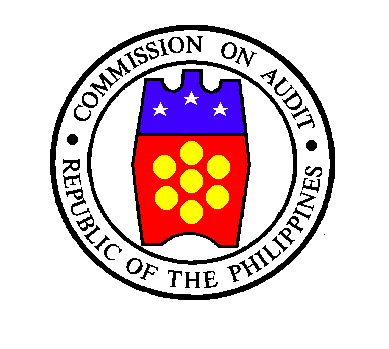 COMMISSION ON AUDIT
REPUBLIC OF THE PHILIPPINES